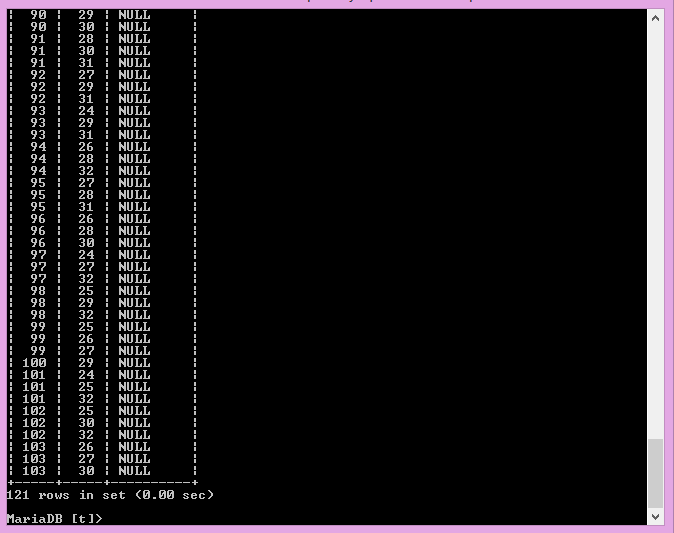 ¦ 90 ¦ 29 ¦ NULL ¦
¦ 90 ¦ 30 ¦ NULL ¦
¦ 91 ¦ 28 ¦ NULL ¦
¦ 91 ¦ 30 ¦ NULL ¦
¦ 91 ¦ 31 ¦ NULL ¦
¦ 92 ¦ 27 ¦ NULL ¦
¦ 92 ¦ 29 ¦ NULL ¦
¦ 92 ¦ 31 ¦ NULL ¦
¦ 93 ¦ 24 ¦ NULL ¦
¦ 93 ¦ 29 ¦ NULL ¦
¦ 93 ¦ 31 ¦ NULL ¦
¦ 94 ¦ 26 ¦ NULL ¦
¦ 94 ¦ 28 ¦ NULL ¦
¦ 94 ¦ 32 ¦ NULL ¦
¦ 95 ¦ 27 ¦ NULL ¦
¦ 95 ¦ 28 ¦ NULL ¦
¦ 95 ¦ 31 ¦ NULL ¦
¦ 96 ¦ 26 ¦ NULL ¦
¦ 96 ¦ 28 ¦ NULL ¦
¦ 96 ¦ 30 ¦ NULL ¦
¦ 97 ¦ 24 ¦ NULL ¦
¦ 97 ¦ 27 ¦ NULL ¦
¦ 97 ¦ 32 ¦ NULL ¦
¦ 98 ¦ 25 ¦ NULL ¦
¦ 98 ¦ 29 ¦ NULL ¦
¦ 98 ¦ 32 ¦ NULL ¦
¦ 99 ¦ 25 ¦ NULL ¦
¦ 99 ¦ 26 ¦ NULL ¦
¦ 99 ¦ 27 ¦ NULL ¦
¦ 100 ¦ 29 ¦ NULL ¦
¦ 101 ¦ 24 ¦ NULL ¦
¦ 101 ¦ 25 ¦ NULL ¦
¦ 101 ¦ 32 ¦ NULL ¦
¦ 102 ¦ 25 ¦ NULL ¦
¦ 102 ¦ 30 ¦ NULL ¦
¦ 102 ¦ 32 ¦ NULL ¦
¦ 103 ¦ 26 ¦ NULL ¦
¦ 103 ¦ 27 ¦ NULL ¦
¦ 103 ¦ 30 ¦ NULL ¦
+-----+-----+----------+
121 rows in set (0.00 sec)
MariaDB [t]>